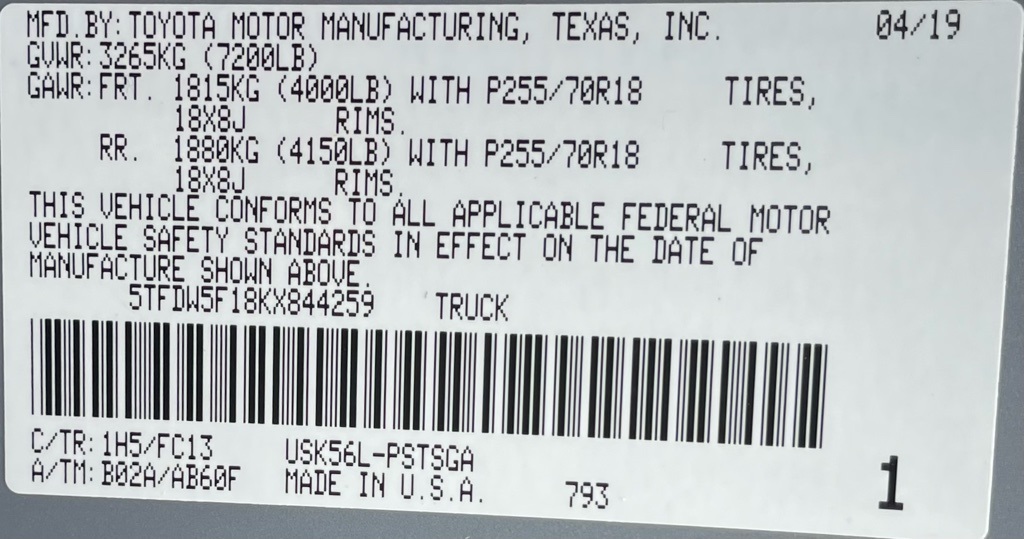 MFD.BY: TOYOTA MOTOR MANUFACTURING, TEXAS, INC. 04/19
GVWR: 3265KG (7200LB)
GAWR: FRT. 1815KG (4000LB) WITH P255/70R18 TIRES,
18X8J RIMS.
RR. 1880KG (4150LB) WITH P255/70R18 TIRES,
18X8J RIMS.
THIS VEHICLE CONFORMS TO ALL APPLICABLE FEDERAL MOTOR
VEHICLE SAFETY STANDARDS IN EFFECT ON THE DATE OF
MANUFACTURE SHOWN ABOVE.
5TFDW5F18KX844259 TRUCK
C/TR: 1H5/FC13 USK56L-PSTSGA
A/TM: B02A/AB60F MADE IN U.S.A. 793 1